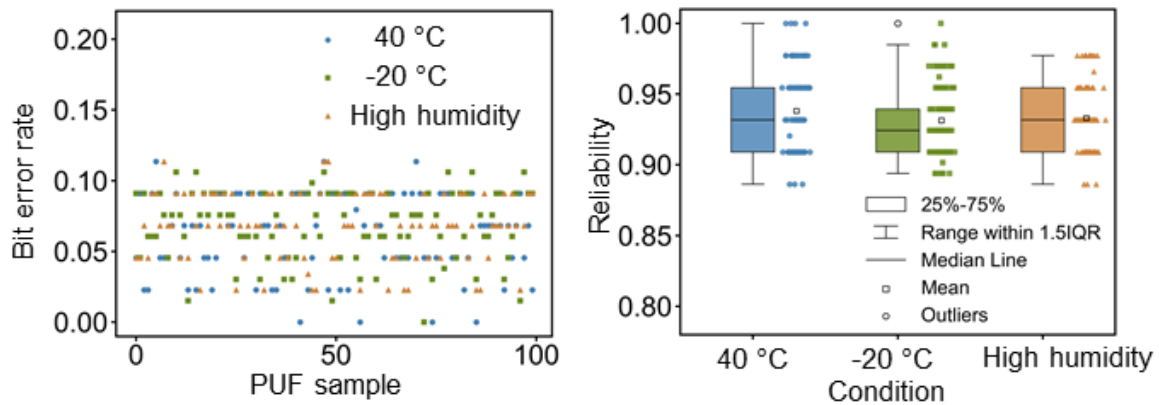 Bit error rate
0.20
0.15
0.10
0.05
0.00
40 °C
-20 °C
High humidity
0
50
100
PUF sample
Reliability
1.00
0.95
0.90
0.85
0.80
25%-75%
Range within 1.5IQR
Median Line
Mean
Outliers
40 °C
-20 °C
High humidity
Condition